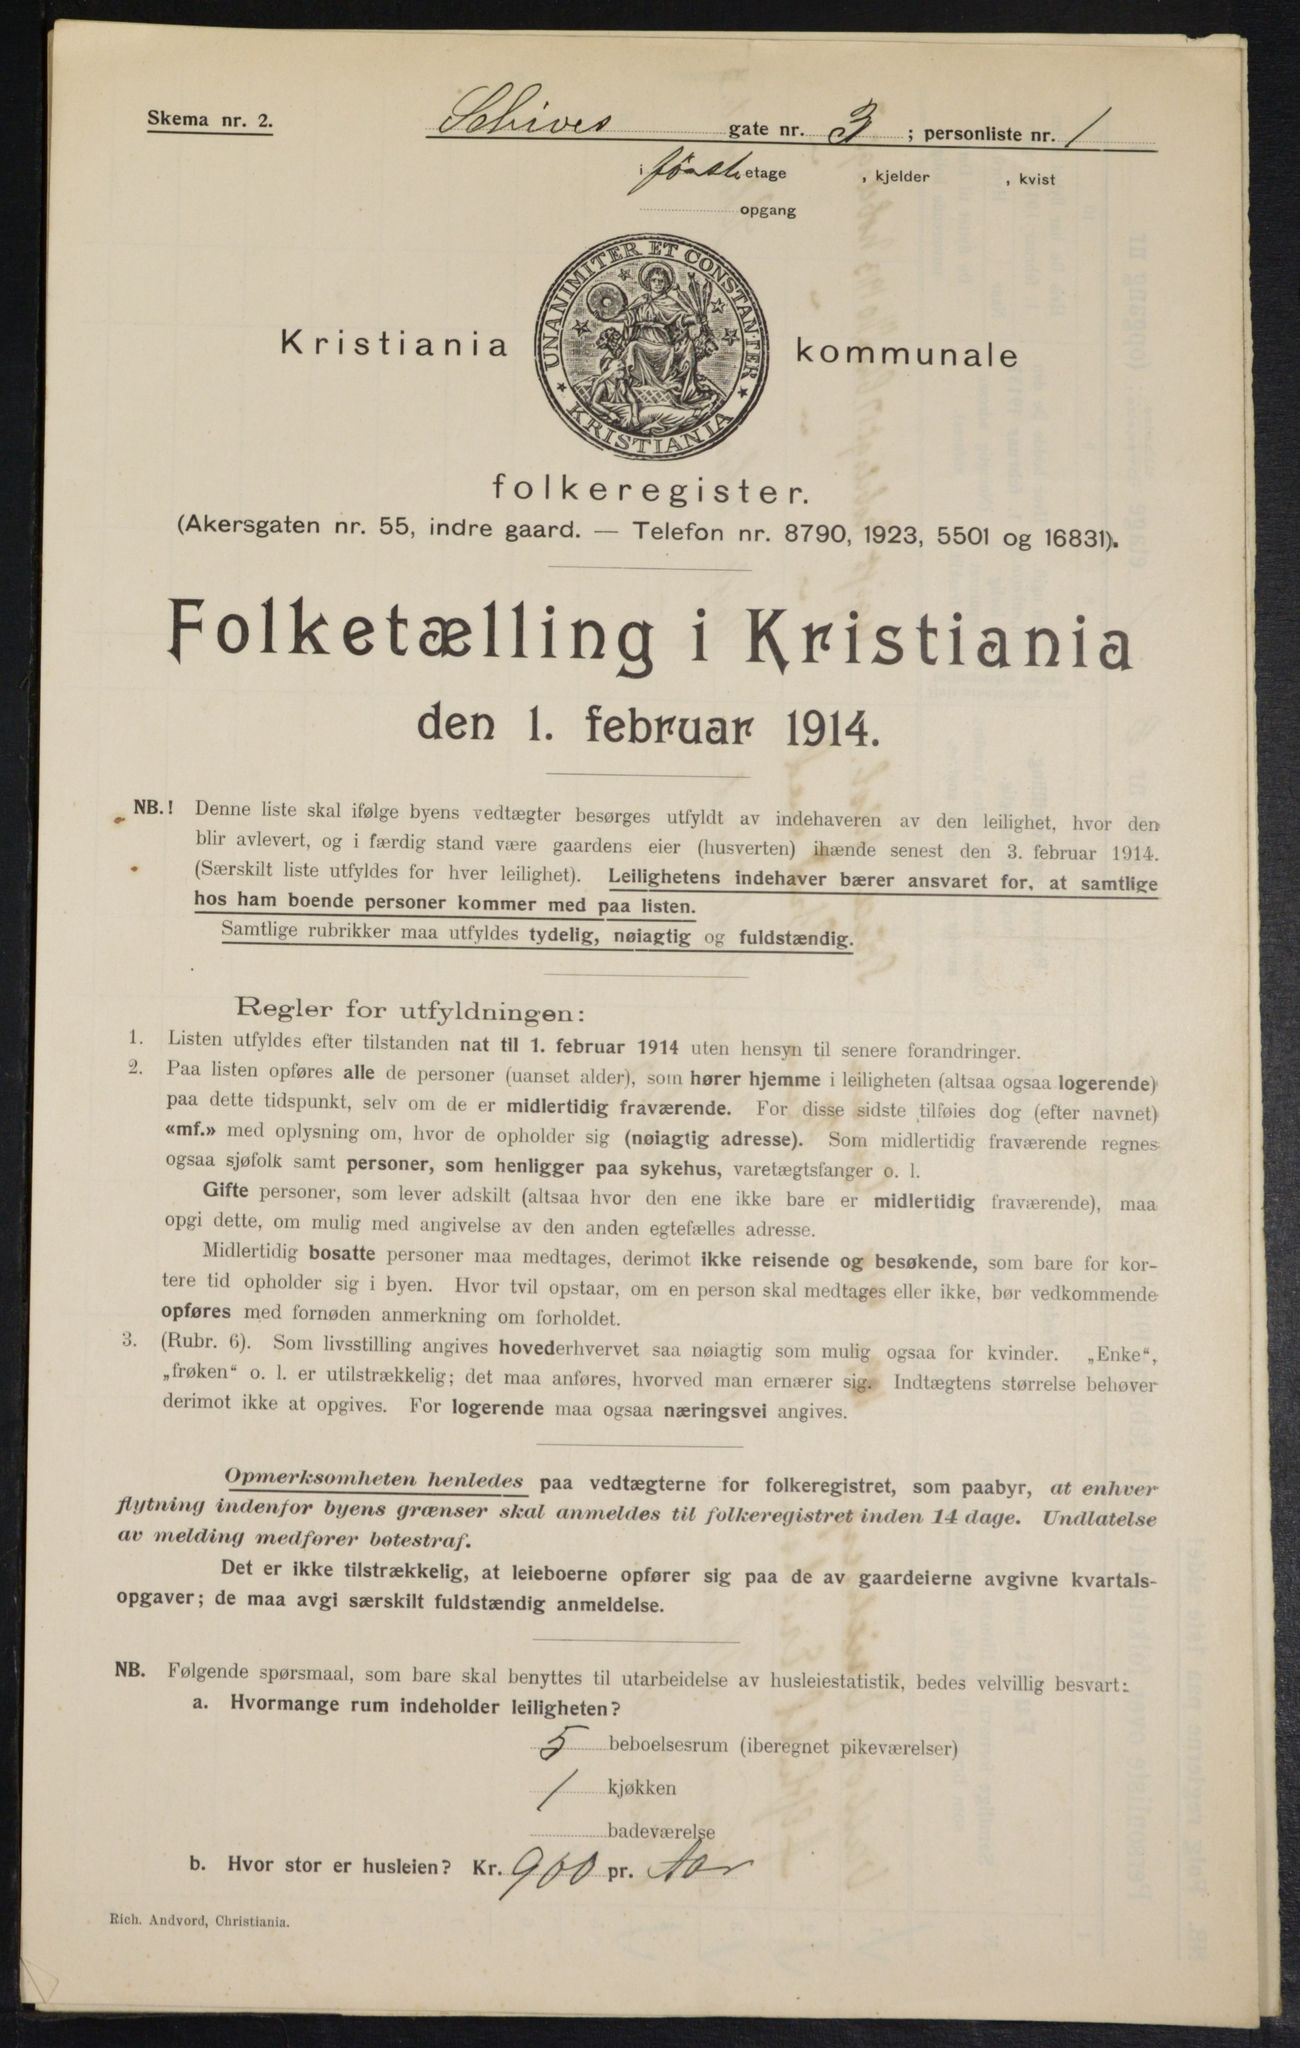 Skema nr. 2.
Schives gate nr. 3; personliste nr. 1
i første etage , kjelder , kvist
opgang
UNANIMITER ET CONSTANTER
KRISTIANIA
Kristiania kommunale
folkeregister.
(Akersgaten nr. 55, indre gaard. — Telefon nr. 8790, 1923, 5501 og 16831).
Folketælling i Kristiania
den 1. februar 1914.
NB.! Denne liste skal ifølge byens vedtægter besørges utfyldt av indehaveren av den leilighet, hvor den
blir avlevert, og i færdig stand være gaardens eier (husverten) ihænde senest den 3. februar 1914.
(Særskilt liste utfyldes for hver leilighet). Leilighetens indehaver bærer ansvaret for, at samtlige
hos ham boende personer kommer med paa listen.
Samtlige rubrikker maa utfyldes tydelig, nøiagtig og fuldstændig.
Regler for utfyldningen:
1. Listen utfyldes efter tilstanden nat til 1. februar 1914 uten hensyn til senere forandringer.
2. Paa listen opføres alle de personer (uanset alder), som hører hjemme i leiligheten (altsaa ogsaa logerende)
paa dette tidspunkt, selv om de er midlertidig fraværende. For disse sidste tilføies dog (efter navnet)
«mf.» med oplysning om, hvor de opholder sig (nøiagtig adresse). Som midlertidig fraværende regnes
ogsaa sjøfolk samt personer, som henligger paa sykehus, varetægtsfanger o. l.
Gifte personer, som lever adskilt (altsaa hvor den ene ikke bare er midlertidig fraværende), maa
opgi dette, om mulig med angivelse av den anden egtefælles adresse.
Midlertidig bosatte personer maa medtages, derimot ikke reisende og besøkende, som bare for kor-
tere tid opholder sig i byen. Hvor tvil opstaar, om en person skal medtages eller ikke, bør vedkommende
opføres med fornøden anmerkning om forholdet.
3. (Rubr. 6). Som livsstilling angives hovederhvervet saa nøiagtig som mulig ogsaa for kvinder. „Enke“,
„frøken“ o. l. er utilstrækkelig; det maa anføres, hvorved man ernærer sig. Indtægtens størrelse behøver
derimot ikke at opgives. For logerende maa ogsaa næringsvei angives.
Opmerksomheten henledes paa vedtægterne for folkeregistret, som paabyr, at enhver
flytning indenfor byens grænser skal anmeldes til folkeregistret inden 14 dage. Undlatelse
av melding medfører bøtestraf.
Det er ikke tilstrækkelig, at leieboerne opfører sig paa de av gaardeierne avgivne kvartals-
opgaver; de maa avgi særskilt fuldstændig anmeldelse.
NB. Følgende spørsmaal, som bare skal benyttes til utarbeidelse av husleiestatistik, bedes velvillig besvart:
a. Hvormange rum indeholder leiligheten?
5 beboelsesrum (iberegnet pikeværelser)
1 kjøkken
badeværelse
b. Hvor stor er husleien? Kr. 900 pr. Aar
Rich. Andvord, Christiania.